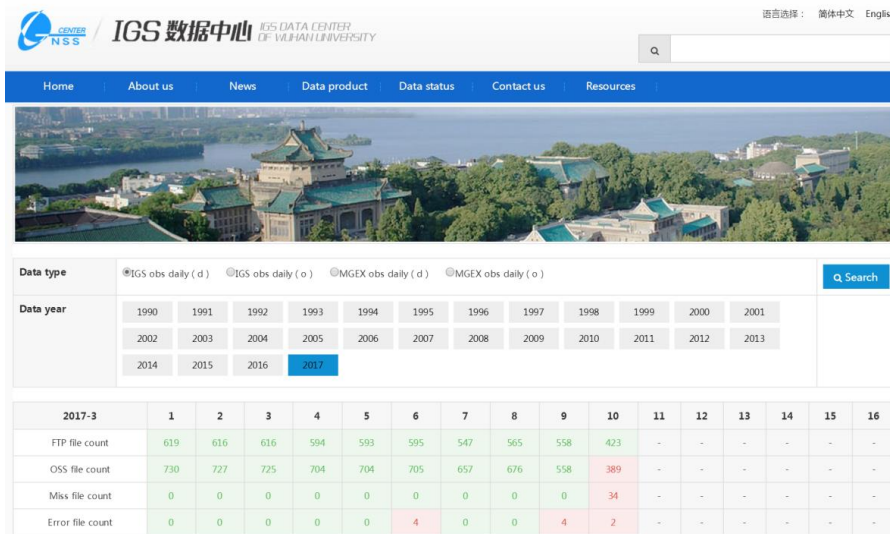 语言选择： 简体中文 Englis
CENTER
NSS
IGS 数据中心 IGS DATA CENTER
OF WUHAN UNIVERSITY
Home About us News Data product Data status Contact us Resources
Data type IGS obs daily ( d ) IGS obs daily ( o ) MGEX obs daily ( d ) MGEX obs daily ( o ) Search
Data year 1990 1991 1992 1993 1994 1995 1996 1997 1998 1999 2000 2001
2002 2003 2004 2005 2006 2007 2008 2009 2010 2011 2012 2013
2014 2015 2016 2017
2017-3 1 2 3 4 5 6 7 8 9 10 11 12 13 14 15 16
FTP file count 619 616 616 594 593 595 547 565 558 423 - - - - - -
OSS file count 730 727 725 704 704 705 657 676 558 389 - - - - - -
Miss file count 0 0 0 0 0 0 0 0 0 34 - - - - - -
Error file count 0 0 0 0 0 4 0 0 4 2 - - - - - -